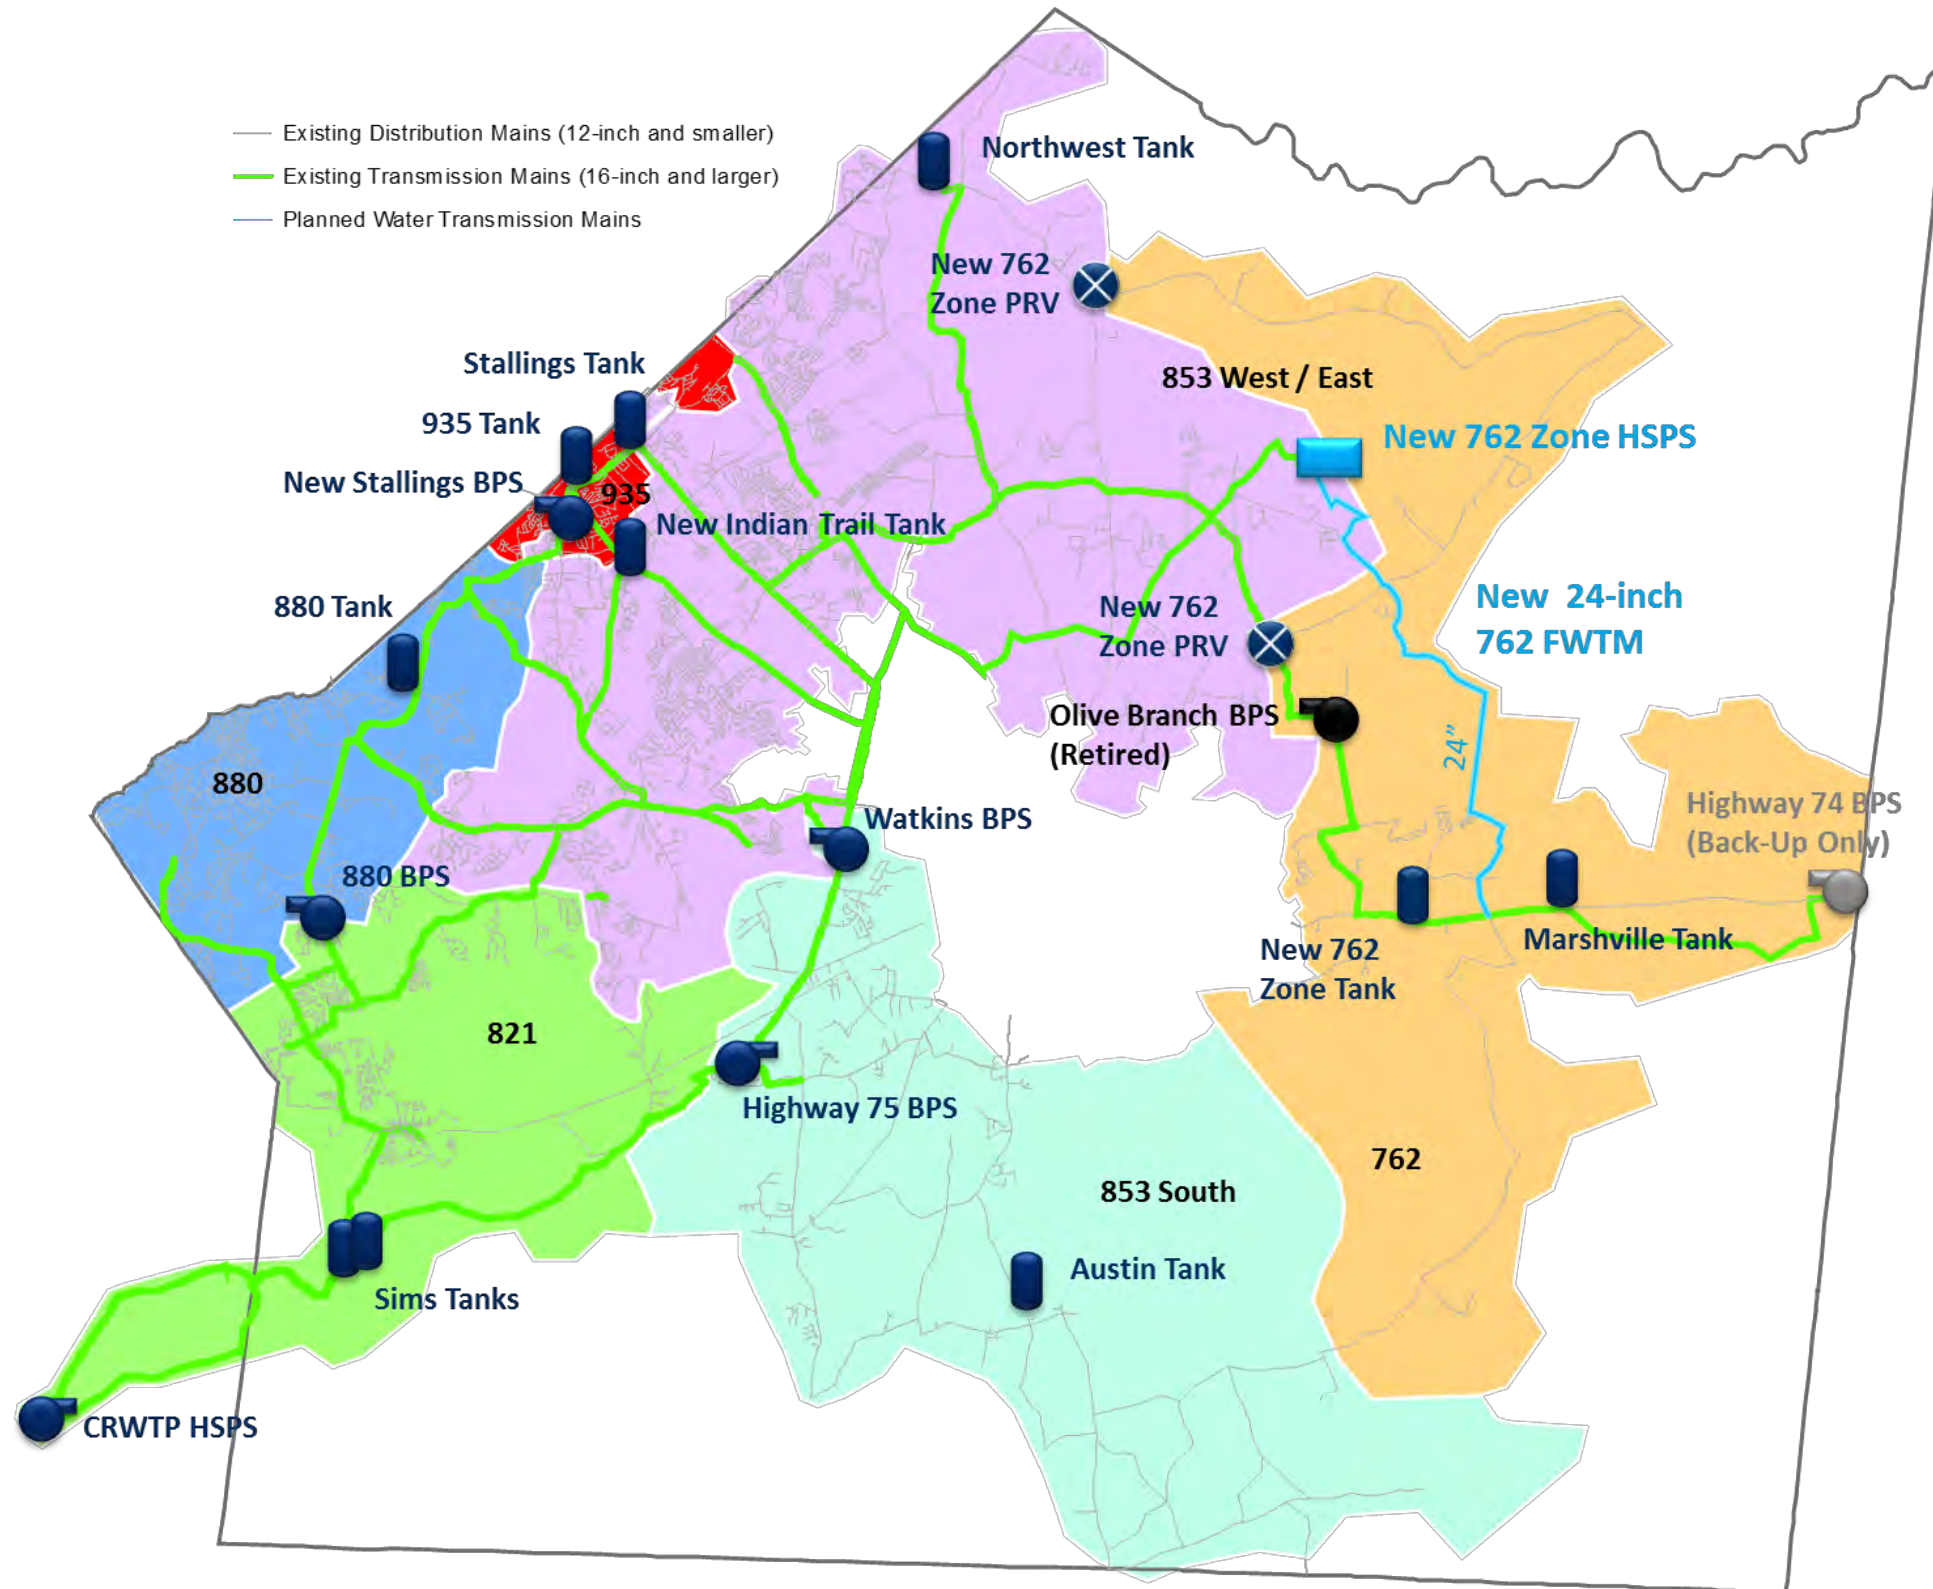 Existing Distribution Mains (12-inch and smaller)
Existing Transmission Mains (16-inch and larger)
Planned Water Transmission Mains
Northwest Tank
New 762
Zone PRV
Stallings Tank
853 West / East
935 Tank
New 762 Zone HSPS
New Stallings BPS
935
New Indian Trail Tank
880 Tank
New 762
Zone PRV
New  24-inch
762 FWTM
Olive Branch BPS
(Retired)
24"
880
Highway 74 BPS
(Back-Up Only)
Watkins BPS
880 BPS
New 762
Zone Tank
Marshville Tank
821
Highway 75 BPS
762
853 South
Austin Tank
Sims Tanks
CRWTP HSPS